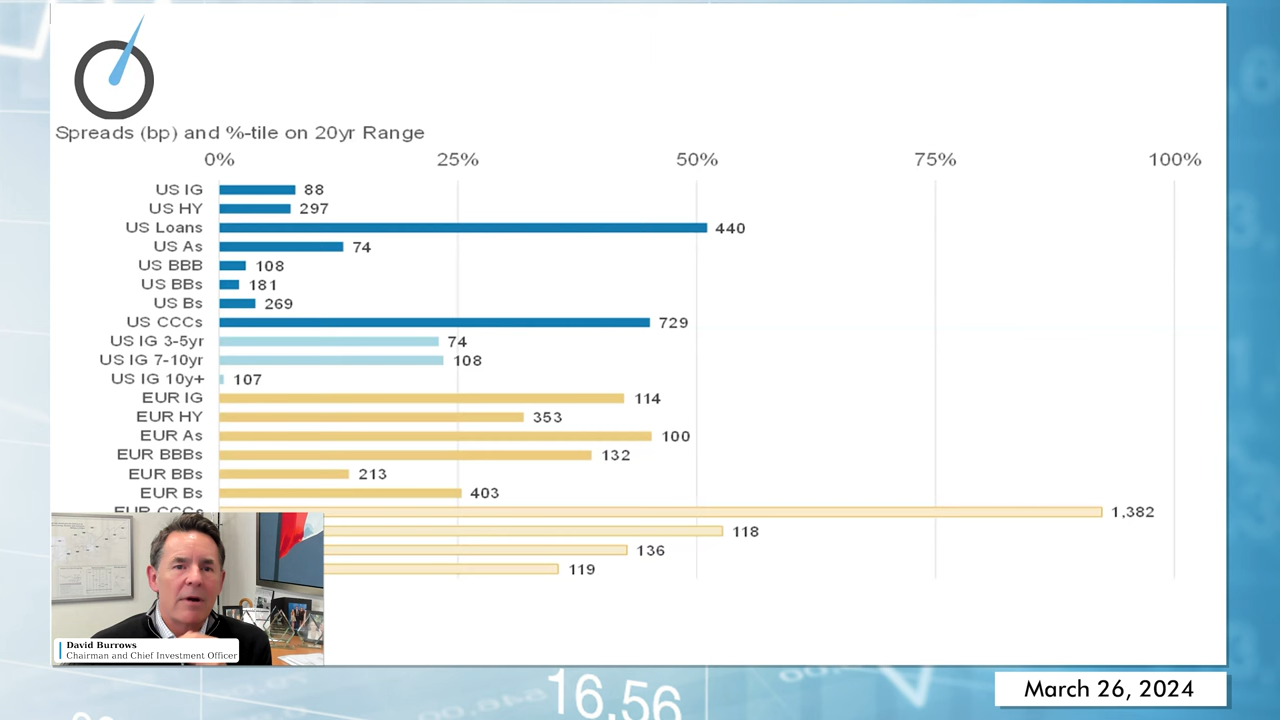 Spreads (bp) and %-tile on 20yr Range
0% 25% 50% 75% 100%
US IG 88
US HY 297
US Loans 440
US As 74
US BBB 108
US BBs 181
US Bs 269
US CCCs 729
US IG 3-5yr 74
US IG 7-10yr 108
US IG 10y+ 107
EUR IG 114
EUR HY 353
EUR As 100
EUR BBBs 132
EUR BBs 213
EUR Bs 403
EUR CCCs 1,382
118
136
119
David Burrows
Chairman and Chief Investment Officer
March 26, 2024
16.56